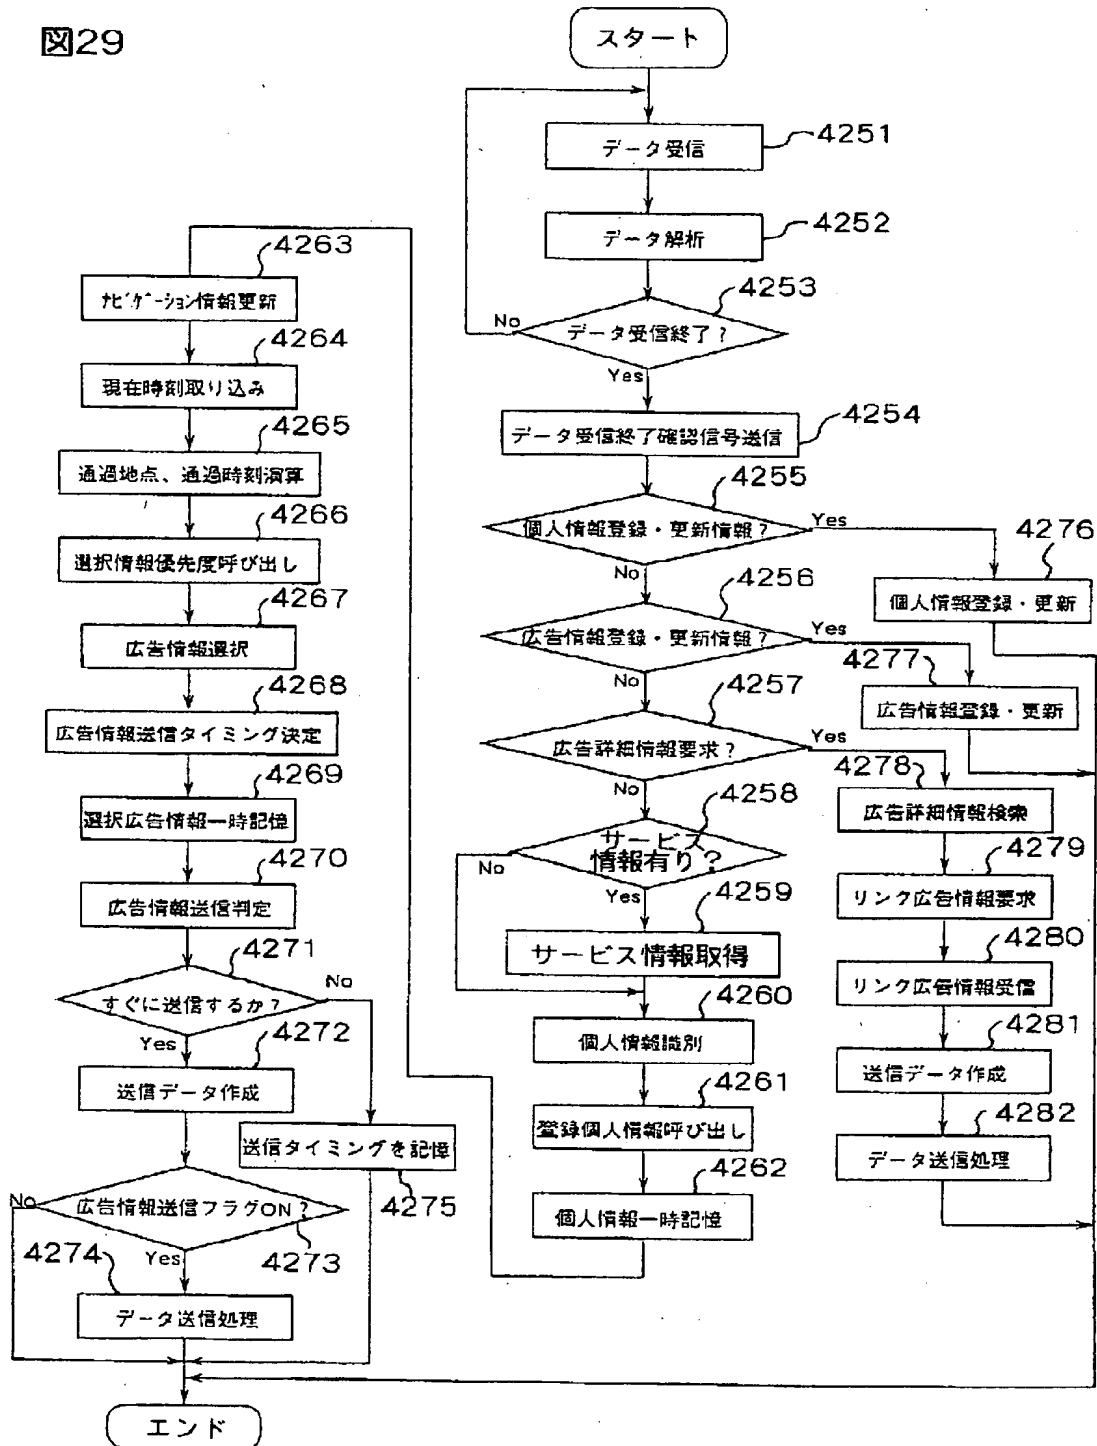 図29
スタート
データ受信
4251
データ解析
4252
データ受信終了？
4253
No
Yes
データ受信終了確認信号送信
4254
個人情報登録・更新情報？
4255
Yes
No
個人情報登録・更新
4276
広告情報登録・更新情報？
4256
Yes
No
広告情報登録・更新
4277
広告詳細情報要求？
4257
Yes
No
広告詳細情報検索
4278
リンク広告情報要求
4279
リンク広告情報受信
4280
送信データ作成
4281
データ送信処理
4282
サービス
情報有り？
4258
No
Yes
サービス情報取得
4259
個人情報識別
4260
登録個人情報呼び出し
4261
個人情報一時記憶
4262
ﾅﾋﾞｹﾞｰｼｮﾝ情報更新
4263
現在時刻取り込み
4264
通過地点、通過時刻演算
4265
選択情報優先度呼び出し
4266
広告情報選択
4267
広告情報送信タイミング決定
4268
選択広告情報一時記憶
4269
広告情報送信判定
4270
すぐに送信するか？
4271
No
Yes
送信データ作成
4272
送信タイミングを記憶
4275
広告情報送信フラグON？
4273
No
Yes
データ送信処理
4274
エンド